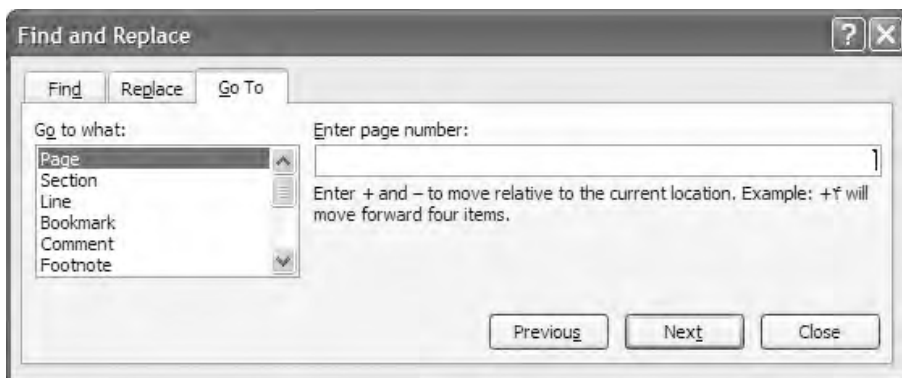 Find and Replace
Find Replace Go To
Go to what:
Page
Section
Line
Bookmark
Comment
Footnote
Enter page number:
Enter + and – to move relative to the current location. Example: +۴ will
move forward four items.
Previous Next Close